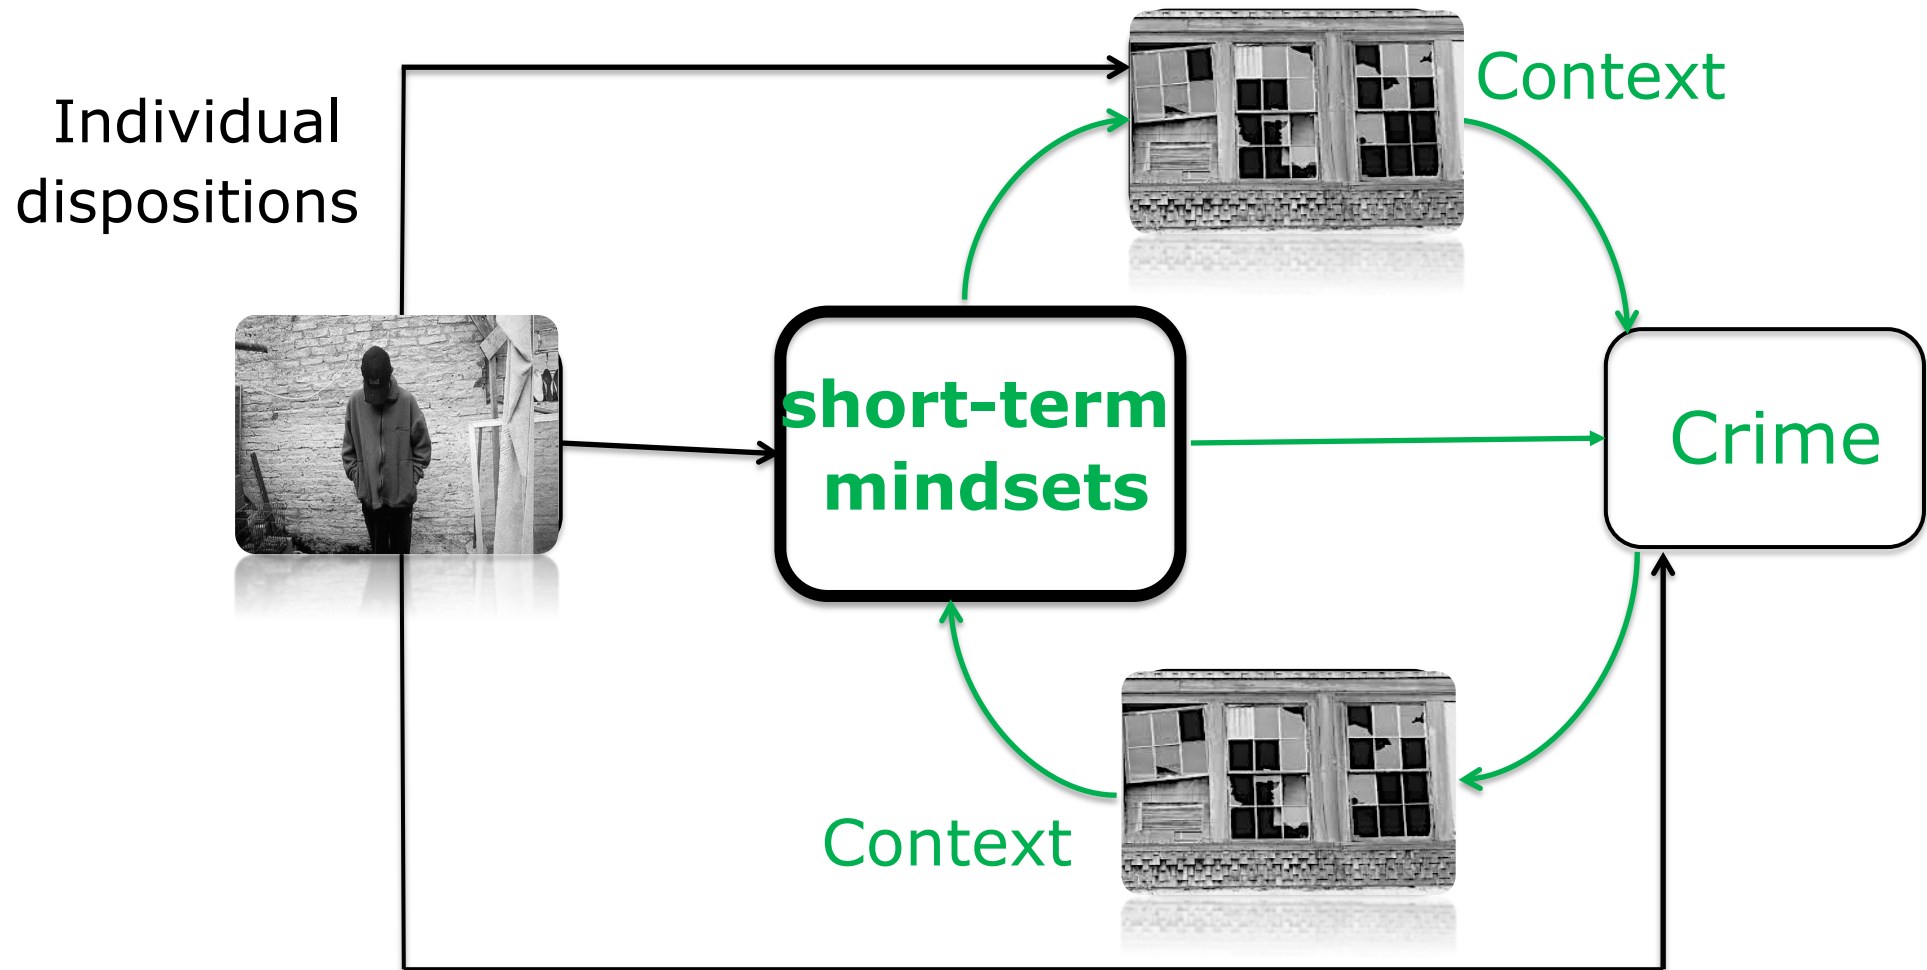 Individual
dispositions
Context
short-term
mindsets
Crime
Context